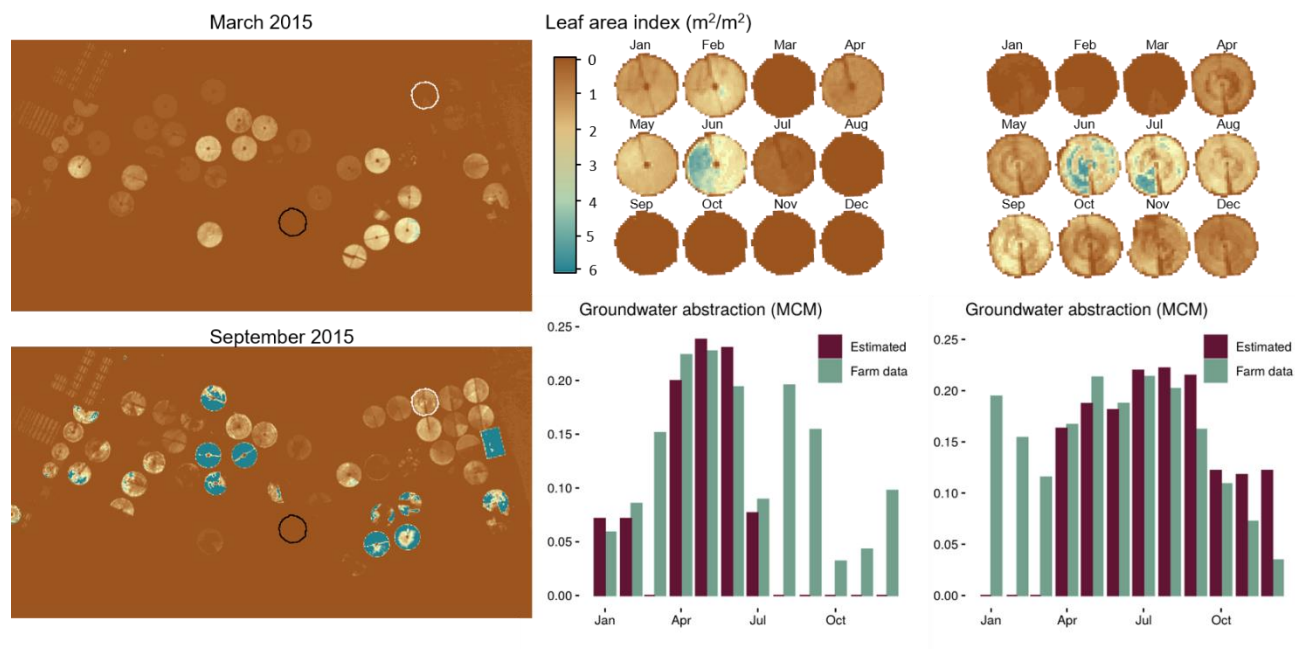 March 2015
Leaf area index (m²/m²)
0
1
2
3
4
5
6
Jan Feb Mar Apr
May Jun Jul Aug
Sep Oct Nov Dec
Jan Feb Mar Apr
May Jun Jul Aug
Sep Oct Nov Dec
September 2015
Groundwater abstraction (MCM)
0.25
0.20
0.15
0.10
0.05
0.00
Estimated
Farm data
Jan Apr Jul Oct
Groundwater abstraction (MCM)
0.25
0.20
0.15
0.10
0.05
0.00
Estimated
Farm data
Jan Apr Jul Oct